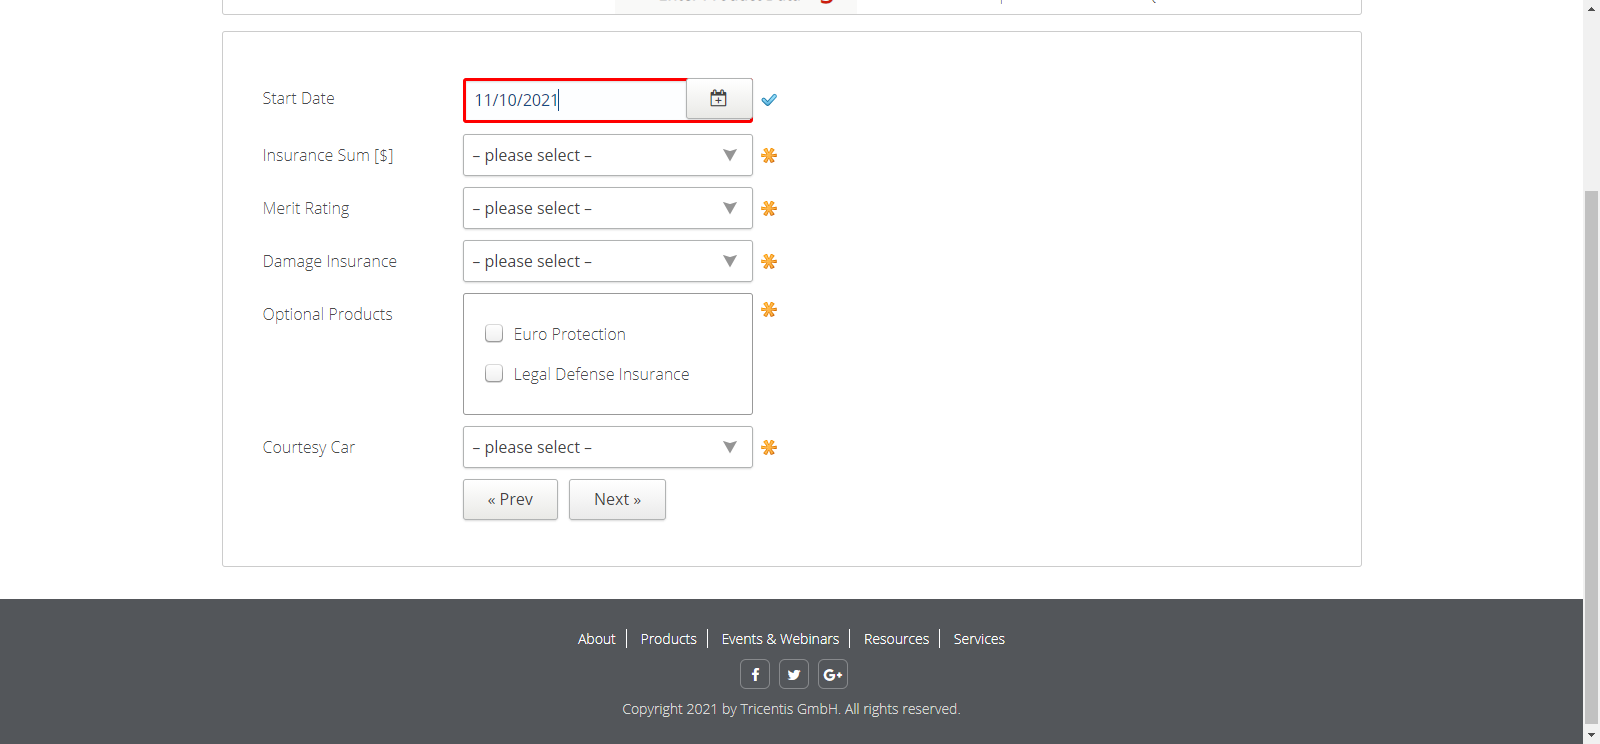 Start Date
11/10/2021
Insurance Sum [$]
– please select –
Merit Rating
– please select –
Damage Insurance
– please select –
Optional Products
Euro Protection
Legal Defense Insurance
Courtesy Car
– please select –
« Prev Next »
About Products Events & Webinars Resources Services
f G+
Copyright 2021 by Tricentis GmbH. All rights reserved.